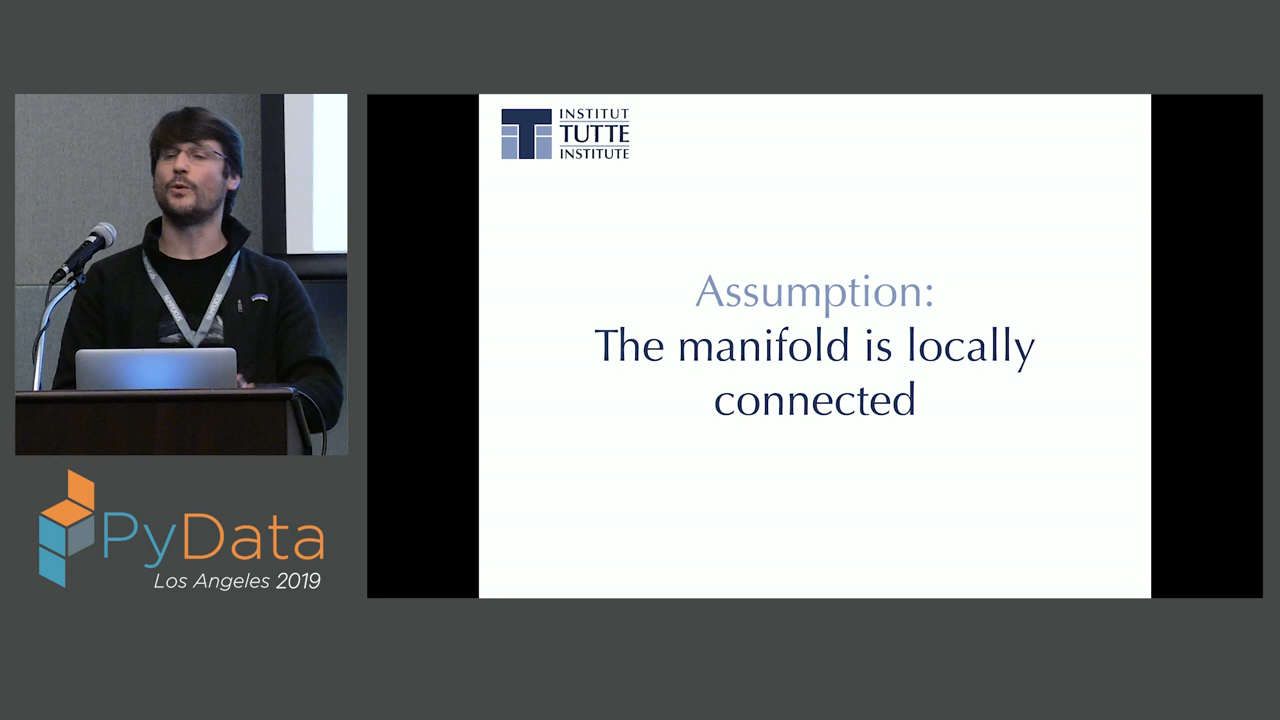 INSTITUT
TUTTE
INSTITUTE
Assumption:
The manifold is locally
connected
PyData
Los Angeles 2019